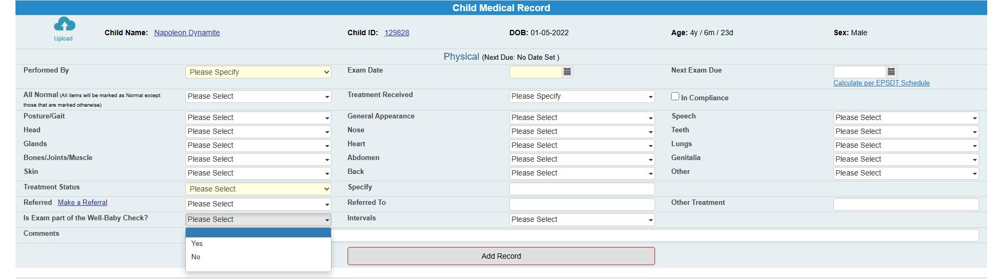 Child Medical Record
Upload
Child Name: Napoleon Dynamite Child ID: 129828 DOB: 01-05-2022 Age: 4y / 6m / 23d Sex: Male
Physical (Next Due: No Date Set )
Performed By Please Specify Exam Date Next Exam Due
Calculate per EPSDT Schedule
All Normal (All items will be marked as Normal except
those that are marked otherwise)
Please Select Treatment Received Please Specify In Compliance
Posture/Gait Please Select General Appearance Please Select Speech Please Select
Head Please Select Nose Please Select Teeth Please Select
Glands Please Select Heart Please Select Lungs Please Select
Bones/Joints/Muscle Please Select Abdomen Please Select Genitalia Please Select
Skin Please Select Back Please Select Other Please Select
Treatment Status Please Select Specify
Referred Make a Referral Please Select Referred To Other Treatment
Is Exam part of the Well-Baby Check? Please Select Intervals Please Select
Comments
Yes
No
Add Record